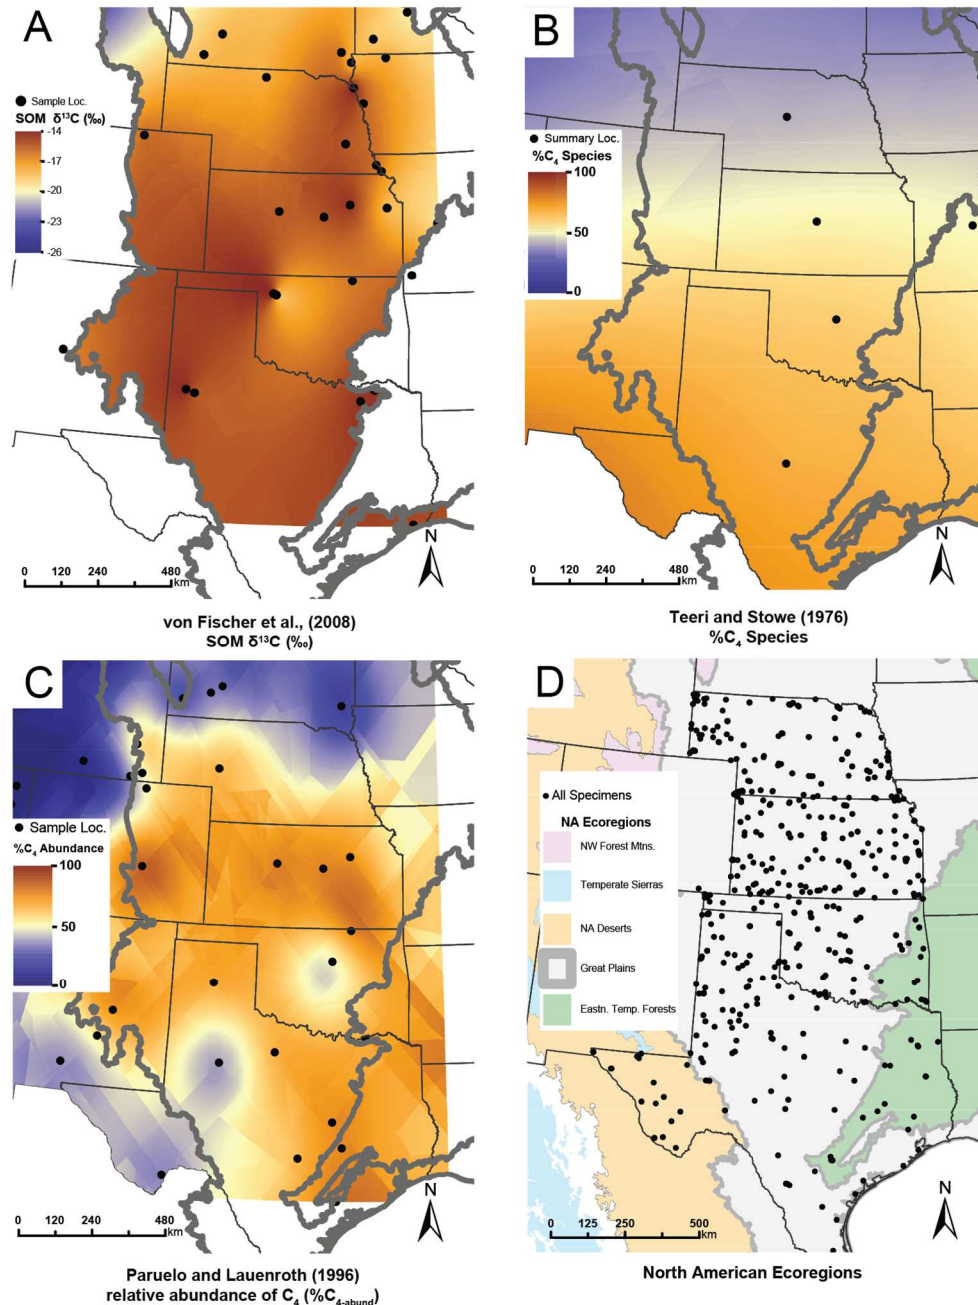 A
Sample Loc.
SOM δ¹³C (‰)
-14
-17
-20
-23
-26
N
0 120 240 480
km
von Fischer et al., (2008)
SOM δ¹³C (‰)
B
Summary Loc.
%C₄ Species
100
50
0
N
0 120 240 480
km
Teeri and Stowe (1976)
%C₄ Species
C
Sample Loc.
%C₄ Abundance
100
50
0
N
0 120 240 480
km
Paruelo and Lauenroth (1996)
relative abundance of C₄ (%C₄₋abund)
D
All Specimens
NA Ecoregions
NW Forest Mtns.
Temperate Sierras
NA Deserts
Great Plains
Eastn. Temp. Forests
N
0 125 250 500
km
North American Ecoregions